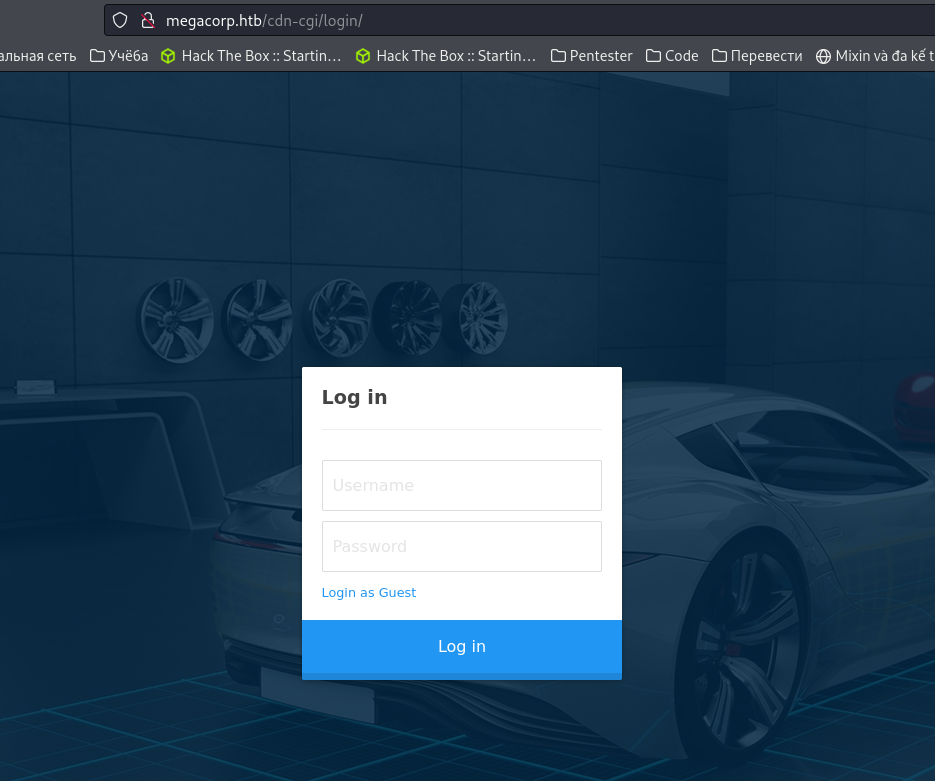 megacorp.htb/cdn-cgi/login/
альная сеть Учёба Hack The Box :: Startin… Hack The Box :: Startin… Pentester Code Перевести Mixin và đa kế t
Log in
Username
Password
Login as Guest
Log in